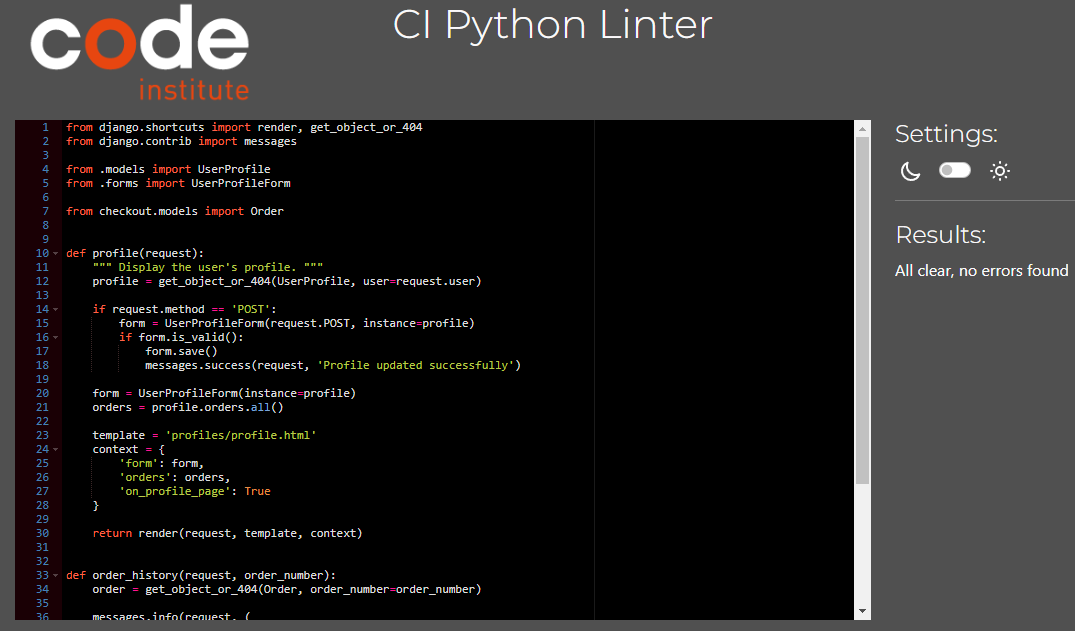 code
institute
CI Python Linter
1 from django.shortcuts import render, get_object_or_404
2 from django.contrib import messages
3
4 from .models import UserProfile
5 from .forms import UserProfileForm
6
7 from checkout.models import Order
8
9
10 def profile(request):
11     """ Display the user's profile. """
12     profile = get_object_or_404(UserProfile, user=request.user)
13
14     if request.method == 'POST':
15         form = UserProfileForm(request.POST, instance=profile)
16         if form.is_valid():
17             form.save()
18             messages.success(request, 'Profile updated successfully')
19
20     form = UserProfileForm(instance=profile)
21     orders = profile.orders.all()
22
23     template = 'profiles/profile.html'
24     context = {
25         'form': form,
26         'orders': orders,
27         'on_profile_page': True
28     }
29
30     return render(request, template, context)
31
32
33 def order_history(request, order_number):
34     order = get_object_or_404(Order, order_number=order_number)
35
36     messages.info(request, (
Settings:
Results:
All clear, no errors found